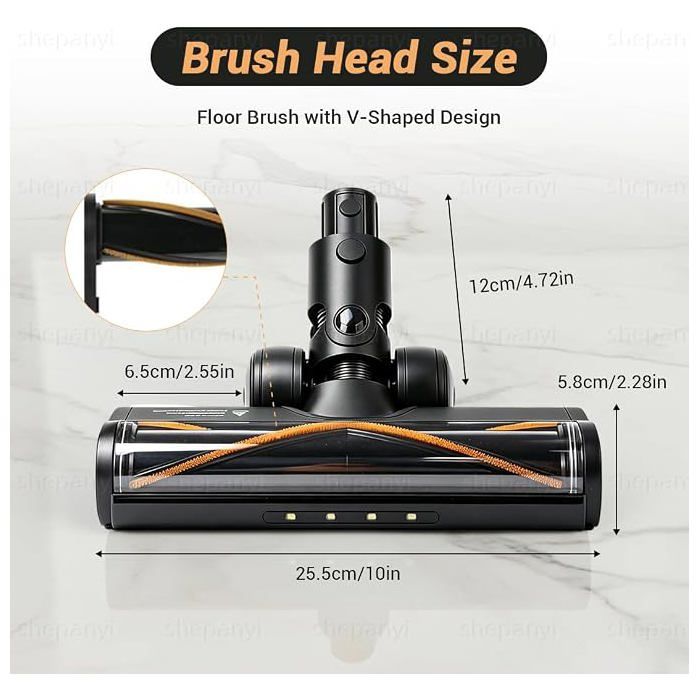 Brush Head Size
Floor Brush with V-Shaped Design
12cm/4.72in
6.5cm/2.55in
5.8cm/2.28in
25.5cm/10in
shepanyi